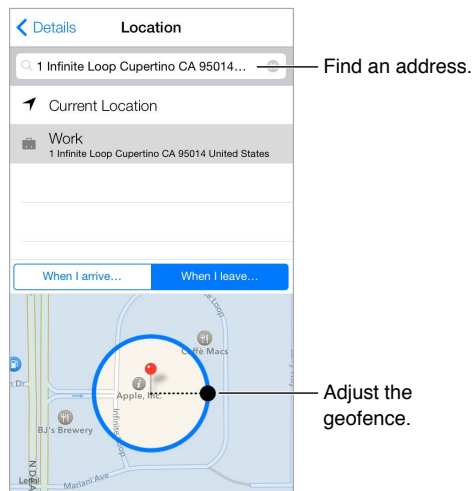 Details Location
1 Infinite Loop Cupertino CA 95014…
Find an address.
Current Location
Work
1 Infinite Loop Cupertino CA 95014 United States
When I arrive…
When I leave…
Loop
Caffè Macs
n Dr
Apple, Inc.
Adjust the
geofence.
Infinite Loop
BJ's Brewery
N D
Legal
Mariani Ave